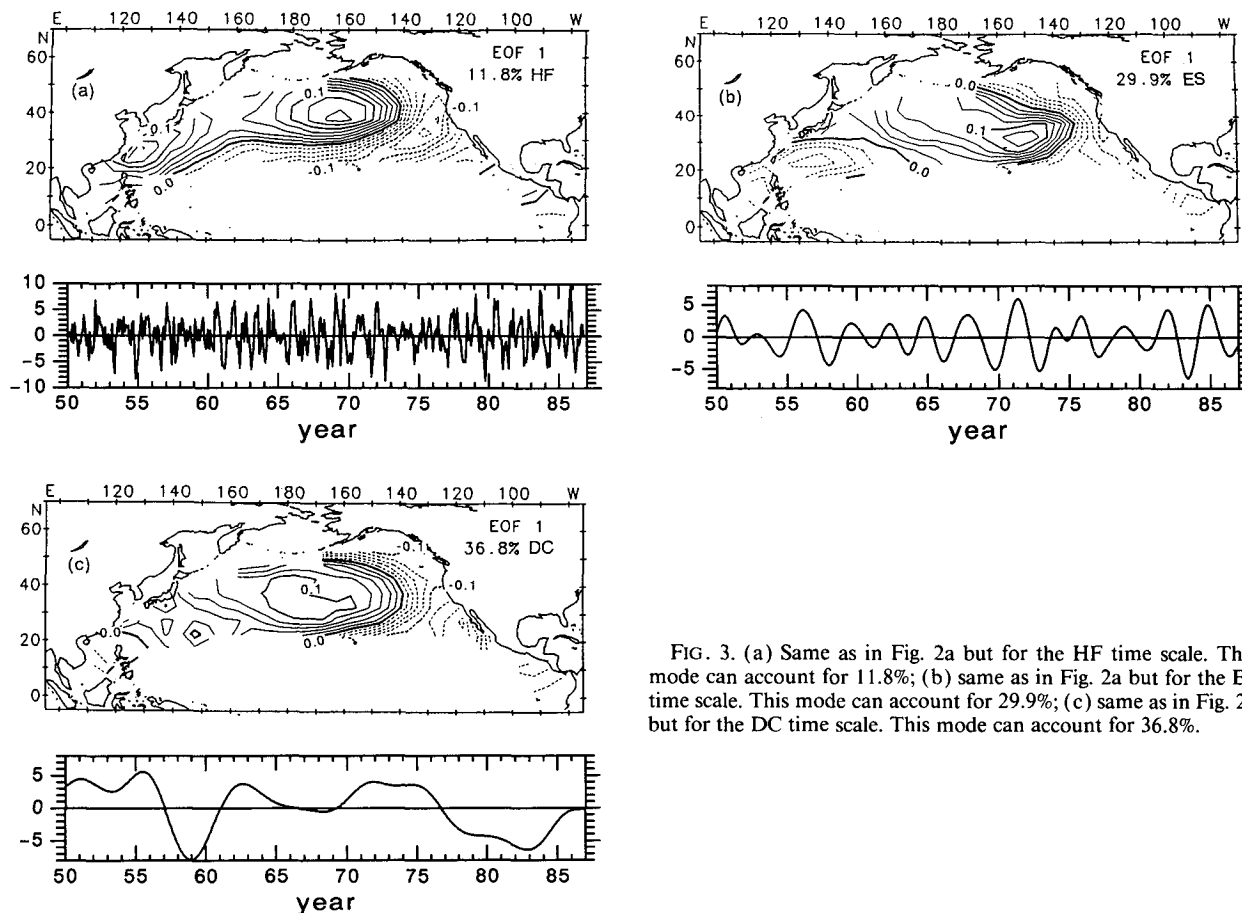 E 120 140 160 180 160 140 120 100 80 W
N
60
40
20
0
(a)
EOF 1
11.8% HF
0.1
-0.1
0.1
0.0
-0.1
10
5
0
-5
-10
50 55 60 65 70 75 80 85
year
E 120 140 160 180 160 140 120 100 80 W
N
60
40
20
0
(b)
EOF 1
29.9% ES
0.0
0.1
0.0
5
0
-5
50 55 60 65 70 75 80 85
year
E 120 140 160 180 160 140 120 100 80 W
N
60
40
20
0
(c)
EOF 1
36.8% DC
-0.1
0.1
-0.1
0.0
0.0
5
0
-5
50 55 60 65 70 75 80 85
year
FIG. 3. (a) Same as in Fig. 2a but for the HF time scale. Th
mode can account for 11.8%; (b) same as in Fig. 2a but for the E
time scale. This mode can account for 29.9%; (c) same as in Fig. 2
but for the DC time scale. This mode can account for 36.8%.